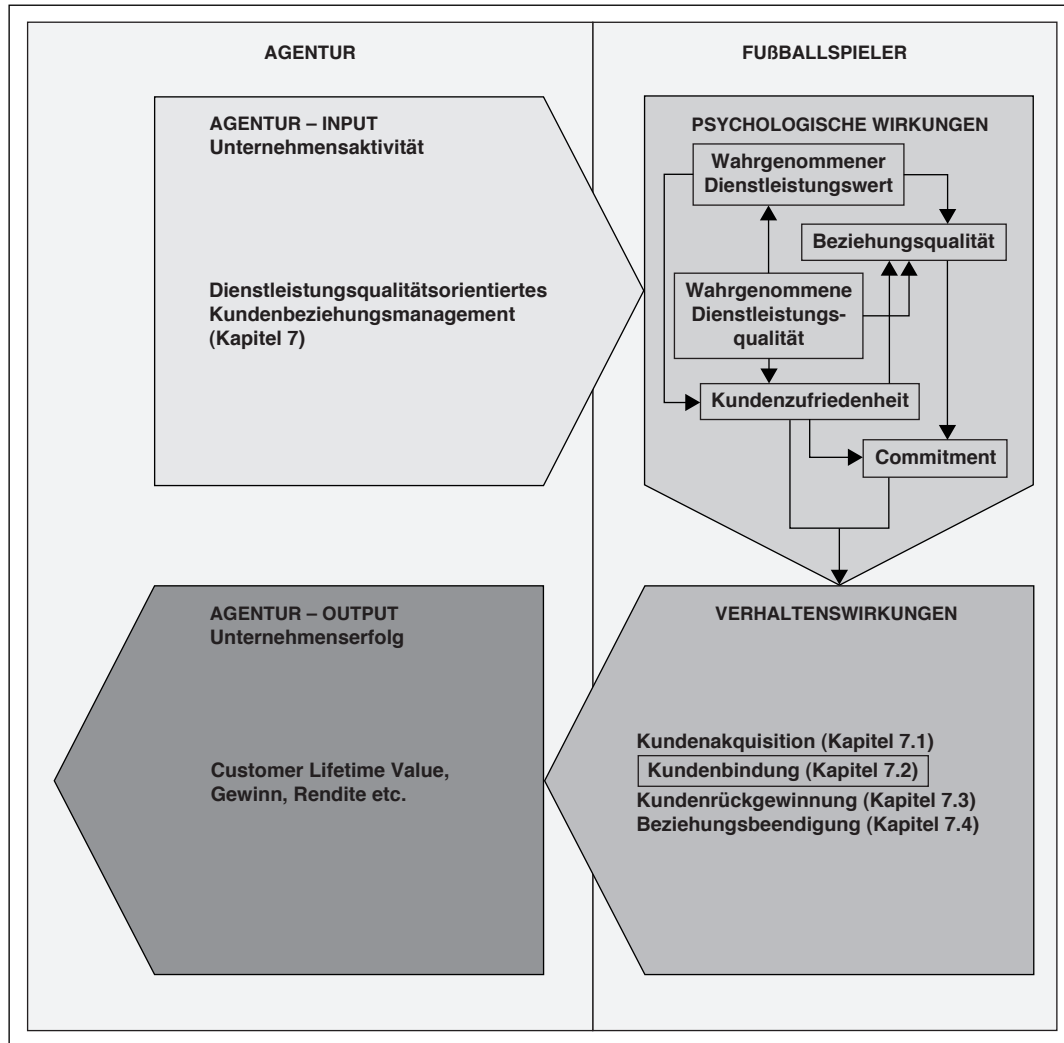 AGENTUR
FUßBALLSPIELER
AGENTUR – INPUT
Unternehmensaktivität
Dienstleistungsqualitätsorientiertes
Kundenbeziehungsmanagement
(Kapitel 7)
PSYCHOLOGISCHE WIRKUNGEN
Wahrgenommener
Dienstleistungswert
Beziehungsqualität
Wahrgenommene
Dienstleistungs-
qualität
Kundenzufriedenheit
Commitment
AGENTUR – OUTPUT
Unternehmenserfolg
Customer Lifetime Value,
Gewinn, Rendite etc.
VERHALTENSWIRKUNGEN
Kundenakquisition (Kapitel 7.1)
Kundenbindung (Kapitel 7.2)
Kundenrückgewinnung (Kapitel 7.3)
Beziehungsbeendigung (Kapitel 7.4)